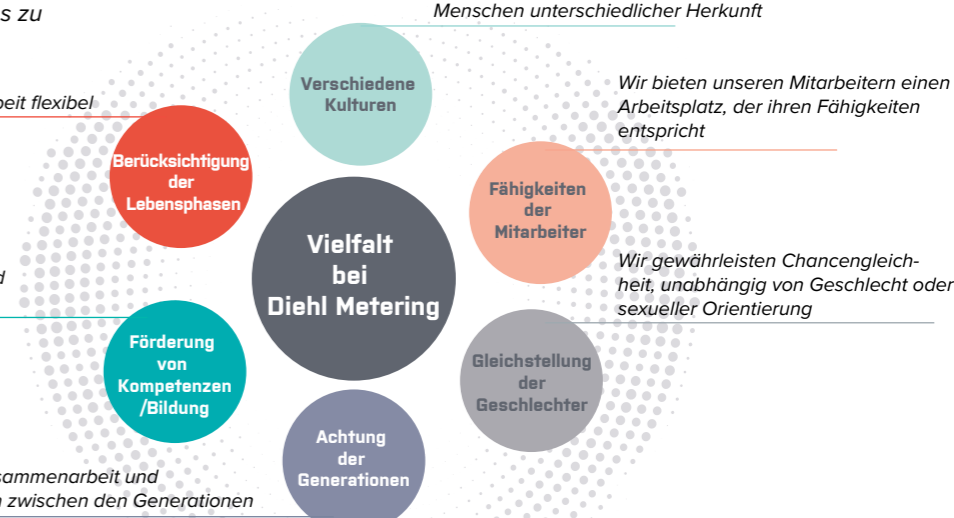 s zu
Menschen unterschiedlicher Herkunft
Verschiedene
Kulturen
Wir bieten unseren Mitarbeitern einen
Arbeitsplatz, der ihren Fähigkeiten
entspricht
beit flexibel
Berücksichtigung
der
Lebensphasen
Fähigkeiten
der
Mitarbeiter
Vielfalt
bei
Diehl Metering
Wir gewährleisten Chancengleich-
heit, unabhängig von Geschlecht oder
sexueller Orientierung
Förderung
von
Kompetenzen
/Bildung
Gleichstellung
der
Geschlechter
Achtung
der
Generationen
sammenarbeit und
zwischen den Generationen